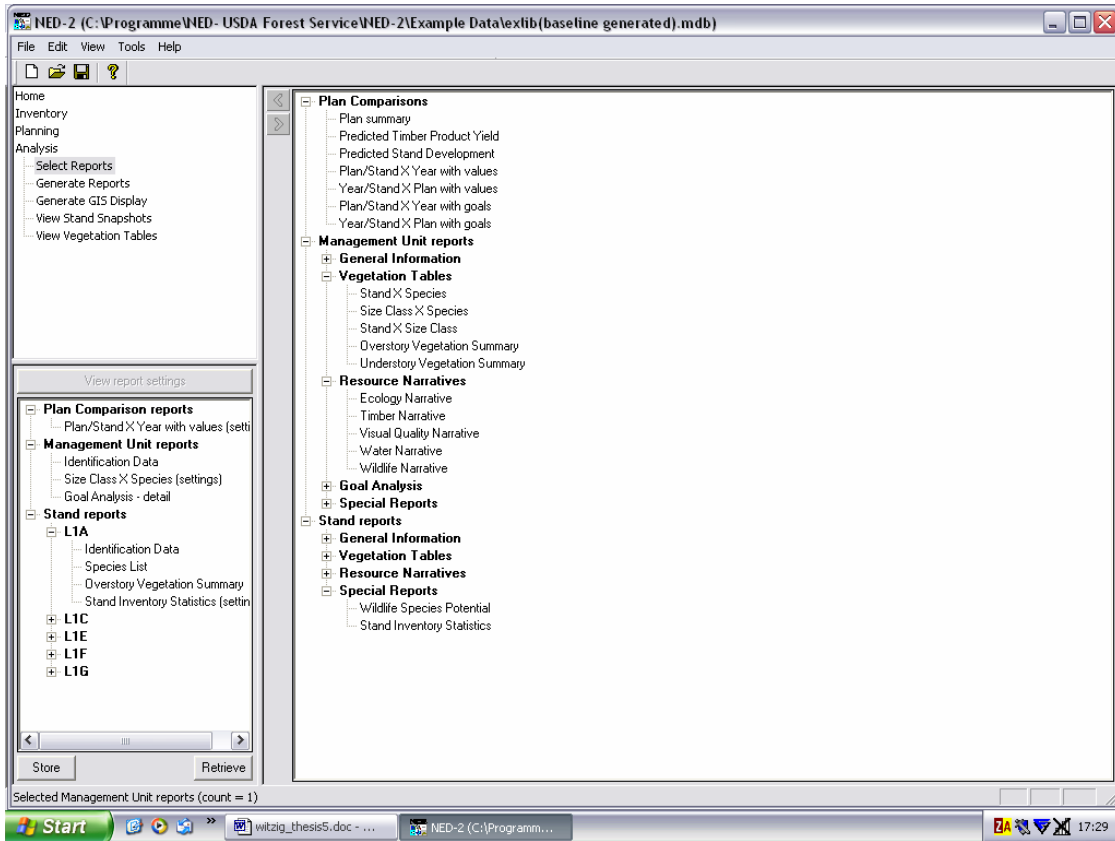 NED-2 (C:\Programme\NED- USDA Forest Service\NED-2\Example Data\exlib(baseline generated).mdb)
File Edit View Tools Help
Home
Inventory
Planning
Analysis
Select Reports
Generate Reports
Generate GIS Display
View Stand Snapshots
View Vegetation Tables
View report settings
Plan Comparison reports
Plan/Stand X Year with values (setti
Management Unit reports
Identification Data
Size Class X Species (settings)
Goal Analysis - detail
Stand reports
L1A
Identification Data
Species List
Overstory Vegetation Summary
Stand Inventory Statistics (settin
L1C
L1E
L1F
L1G
Store Retrieve
Plan Comparisons
Plan summary
Predicted Timber Product Yield
Predicted Stand Development
Plan/Stand X Year with values
Year/Stand X Plan with values
Plan/Stand X Year with goals
Year/Stand X Plan with goals
Management Unit reports
General Information
Vegetation Tables
Stand X Species
Size Class X Species
Stand X Size Class
Overstory Vegetation Summary
Understory Vegetation Summary
Resource Narratives
Ecology Narrative
Timber Narrative
Visual Quality Narrative
Water Narrative
Wildlife Narrative
Goal Analysis
Special Reports
Stand reports
General Information
Vegetation Tables
Resource Narratives
Special Reports
Wildlife Species Potential
Stand Inventory Statistics
Selected Management Unit reports (count = 1)
Start » witzig_thesis5.doc - ... NED-2 (C:\Programm... ZA 17:29